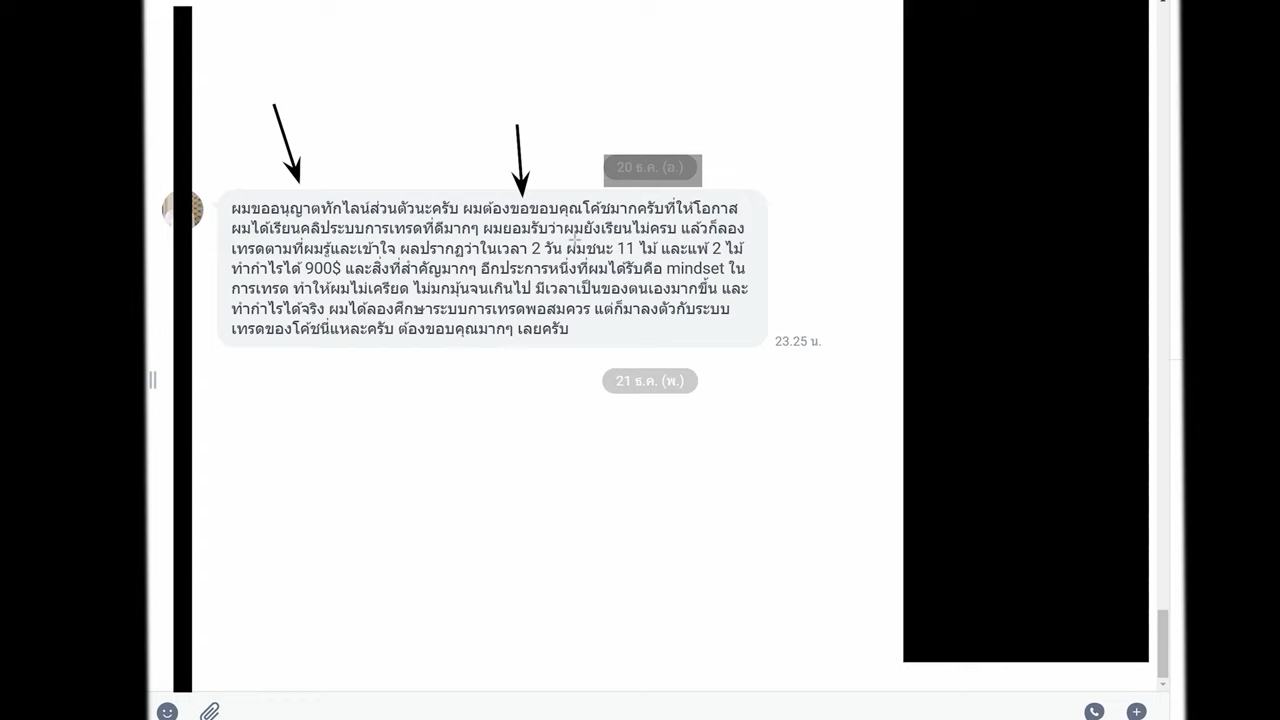 20 ธ.ค. (อ.)
ผมขออนุญาตทักไลน์ส่วนตัวนะครับ ผมต้องขอขอบคุณโค้ชมากครับที่ให้โอกาส
ผมได้เรียนคลิประบบการเทรดที่ดีมากๆ ผมยอมรับว่าผมยังเรียนไม่ครบ แล้วก็ลอง
เทรดตามที่ผมรู้และเข้าใจ ผลปรากฏว่าในเวลา 2 วัน ผมชนะ 11 ไม้ และแพ้ 2 ไม้
ทำกำไรได้ 900$ และสิ่งที่สำคัญมากๆ อีกประการหนึ่งที่ผมได้รับคือ mindset ใน
การเทรด ทำให้ผมไม่เครียด ไม่มกมุ้นจนเกินไป มีเวลาเป็นของตนเองมากขึ้น และ
ทำกำไรได้จริง ผมได้ลองศึกษาระบบการเทรดพอสมควร แต่ก็มาลงตัวกับระบบ
เทรดของโค้ชนี่แหละครับ ต้องขอบคุณมากๆ เลยครับ
23.25 น.
21 ธ.ค. (พ.)